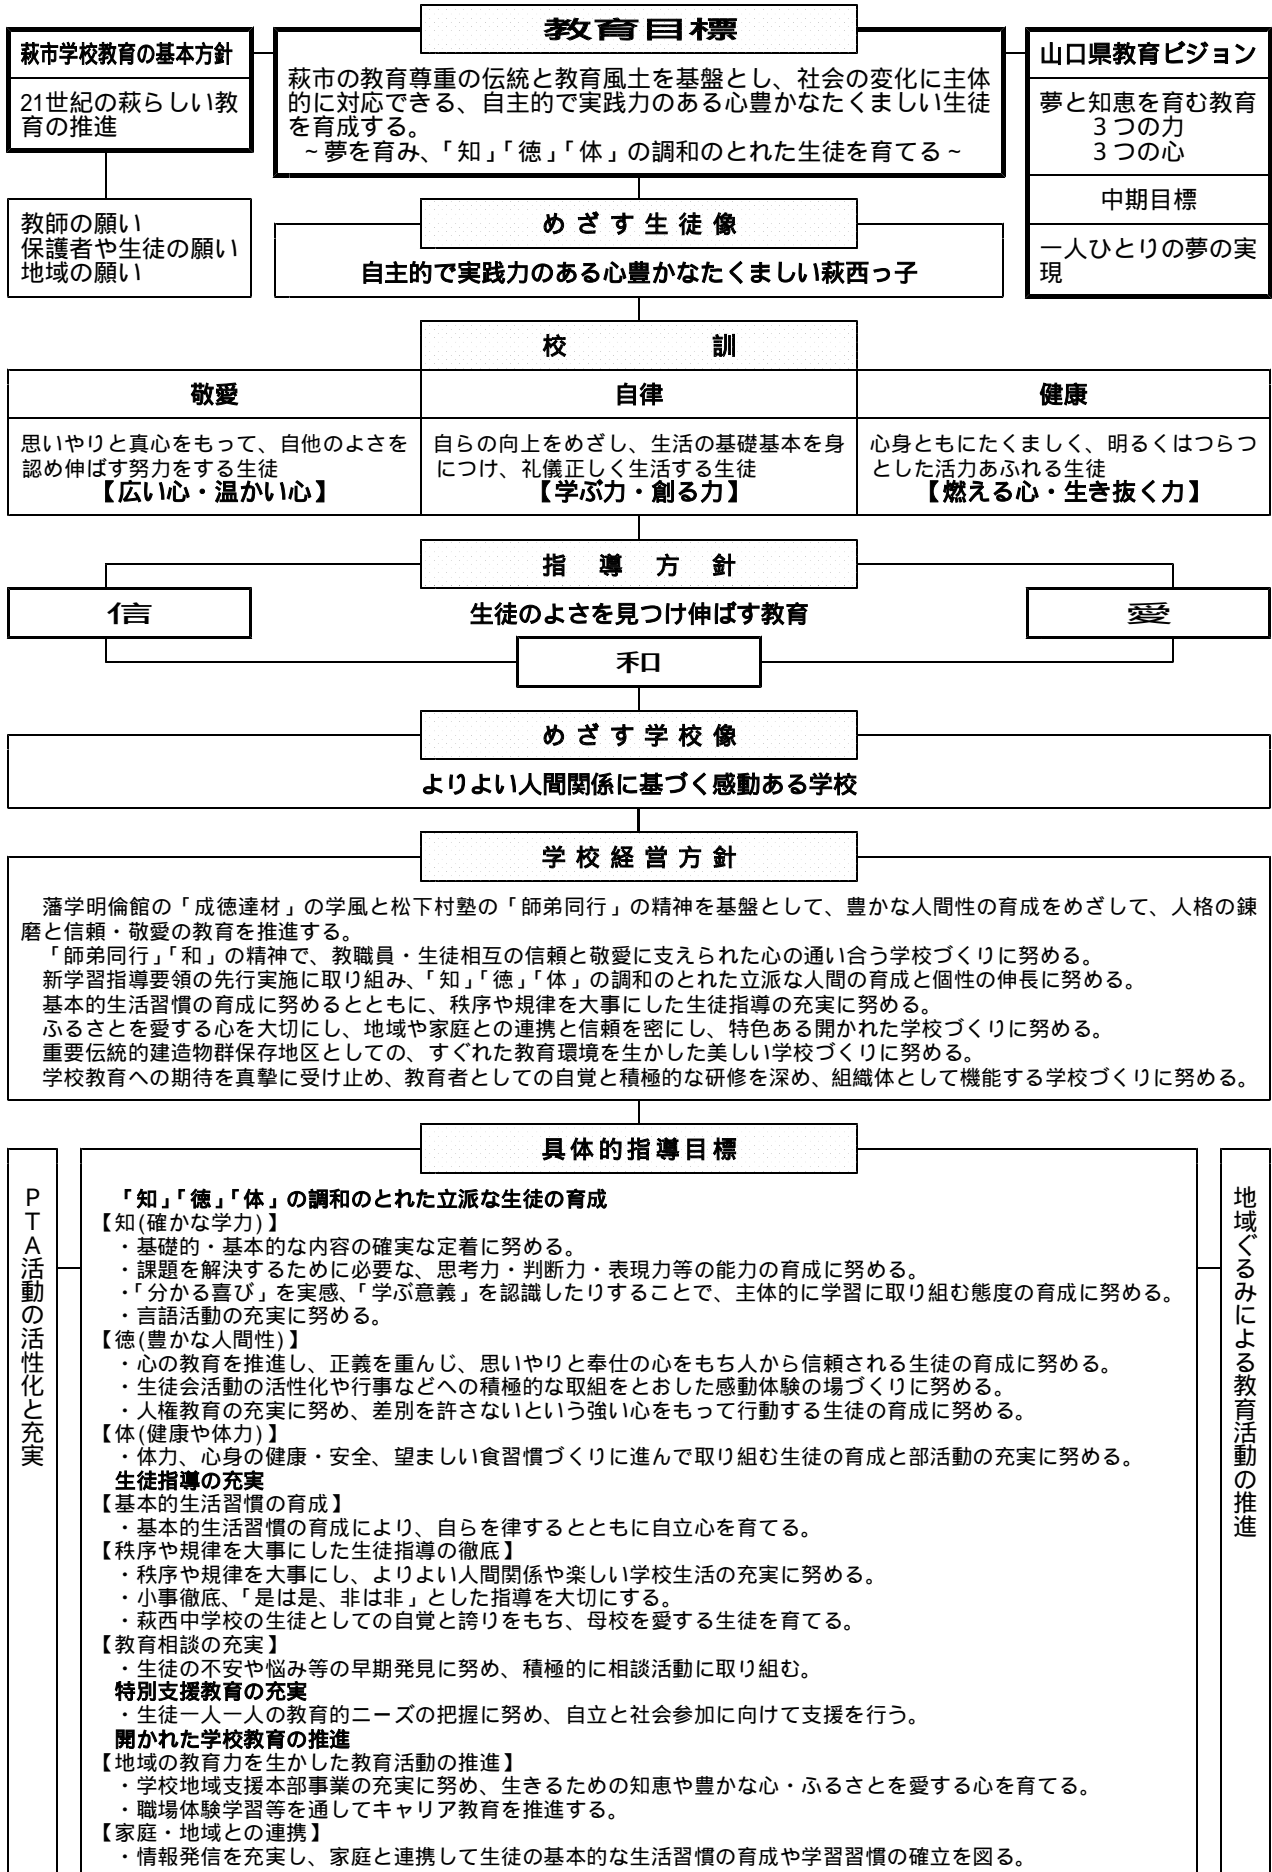 教育目標
萩市学校教育の基本方針
21世紀の萩らしい教
育の推進
萩市の教育尊重の伝統と教育風土を基盤とし、社会の変化に主体
的に対応できる、自主的で実践力のある心豊かなたくましい生徒
を育成する。
~夢を育み、「知」「徳」「体」の調和のとれた生徒を育てる~
山口県教育ビジョン
夢と知恵を育む教育
3つの力
3つの心
中期目標
一人ひとりの夢の実
現
教師の願い
保護者や生徒の願い
地域の願い
めざす生徒像
自主的で実践力のある心豊かなたくましい萩西っ子
校 訓
敬愛
思いやりと真心をもって、自他のよさを
認め伸ばす努力をする生徒
【広い心・温かい心】
自律
自らの向上をめざし、生活の基礎基本を身
につけ、礼儀正しく生活する生徒
【学ぶ力・創る力】
健康
心身ともにたくましく、明るくはつらつ
とした活力あふれる生徒
【燃える心・生き抜く力】
指導方針
信
生徒のよさを見つけ伸ばす教育
愛
和
めざす学校像
よりよい人間関係に基づく感動ある学校
学校経営方針
藩学明倫館の「成徳達材」の学風と松下村塾の「師弟同行」の精神を基盤として、豊かな人間性の育成をめざして、人格の錬
磨と信頼・敬愛の教育を推進する。
「師弟同行」「和」の精神で、教職員・生徒相互の信頼と敬愛に支えられた心の通い合う学校づくりに努める。
新学習指導要領の先行実施に取り組み、「知」「徳」「体」の調和のとれた立派な人間の育成と個性の伸長に努める。
基本的生活習慣の育成に努めるとともに、秩序や規律を大事にした生徒指導の充実に努める。
ふるさとを愛する心を大切にし、地域や家庭との連携と信頼を密にし、特色ある開かれた学校づくりに努める。
重要伝統的建造物群保存地区としての、すぐれた教育環境を生かした美しい学校づくりに努める。
学校教育への期待を真摯に受け止め、教育者としての自覚と積極的な研修を深め、組織体として機能する学校づくりに努める。
具体的指導目標
PTA活動の活性化と充実
「知」「徳」「体」の調和のとれた立派な生徒の育成
【知(確かな学力)】
・基礎的・基本的な内容の確実な定着に努める。
・課題を解決するために必要な、思考力・判断力・表現力等の能力の育成に努める。
・「分かる喜び」を実感、「学ぶ意義」を認識したりすることで、主体的に学習に取り組む態度の育成に努める。
・言語活動の充実に努める。
【徳(豊かな人間性)】
・心の教育を推進し、正義を重んじ、思いやりと奉仕の心をもち人から信頼される生徒の育成に努める。
・生徒会活動の活性化や行事などへの積極的な取組をとおした感動体験の場づくりに努める。
・人権教育の充実に努め、差別を許さないという強い心をもって行動する生徒の育成に努める。
【体(健康や体力)】
・体力、心身の健康・安全、望ましい食習慣づくりに進んで取り組む生徒の育成と部活動の充実に努める。
生徒指導の充実
【基本的生活習慣の育成】
・基本的生活習慣の育成により、自らを律するとともに自立心を育てる。
【秩序や規律を大事にした生徒指導の徹底】
・秩序や規律を大事にし、よりよい人間関係や楽しい学校生活の充実に努める。
・小事徹底、「是は是、非は非」とした指導を大切にする。
・萩西中学校の生徒としての自覚と誇りをもち、母校を愛する生徒を育てる。
【教育相談の充実】
・生徒の不安や悩み等の早期発見に努め、積極的に相談活動に取り組む。
特別支援教育の充実
・生徒一人一人の教育的ニーズの把握に努め、自立と社会参加に向けて支援を行う。
開かれた学校教育の推進
【地域の教育力を生かした教育活動の推進】
・学校地域支援本部事業の充実に努め、生きるための知恵や豊かな心・ふるさとを愛する心を育てる。
・職場体験学習等を通してキャリア教育を推進する。
【家庭・地域との連携】
・情報発信を充実し、家庭と連携して生徒の基本的な生活習慣の育成や学習習慣の確立を図る。
地域ぐるみによる教育活動の推進